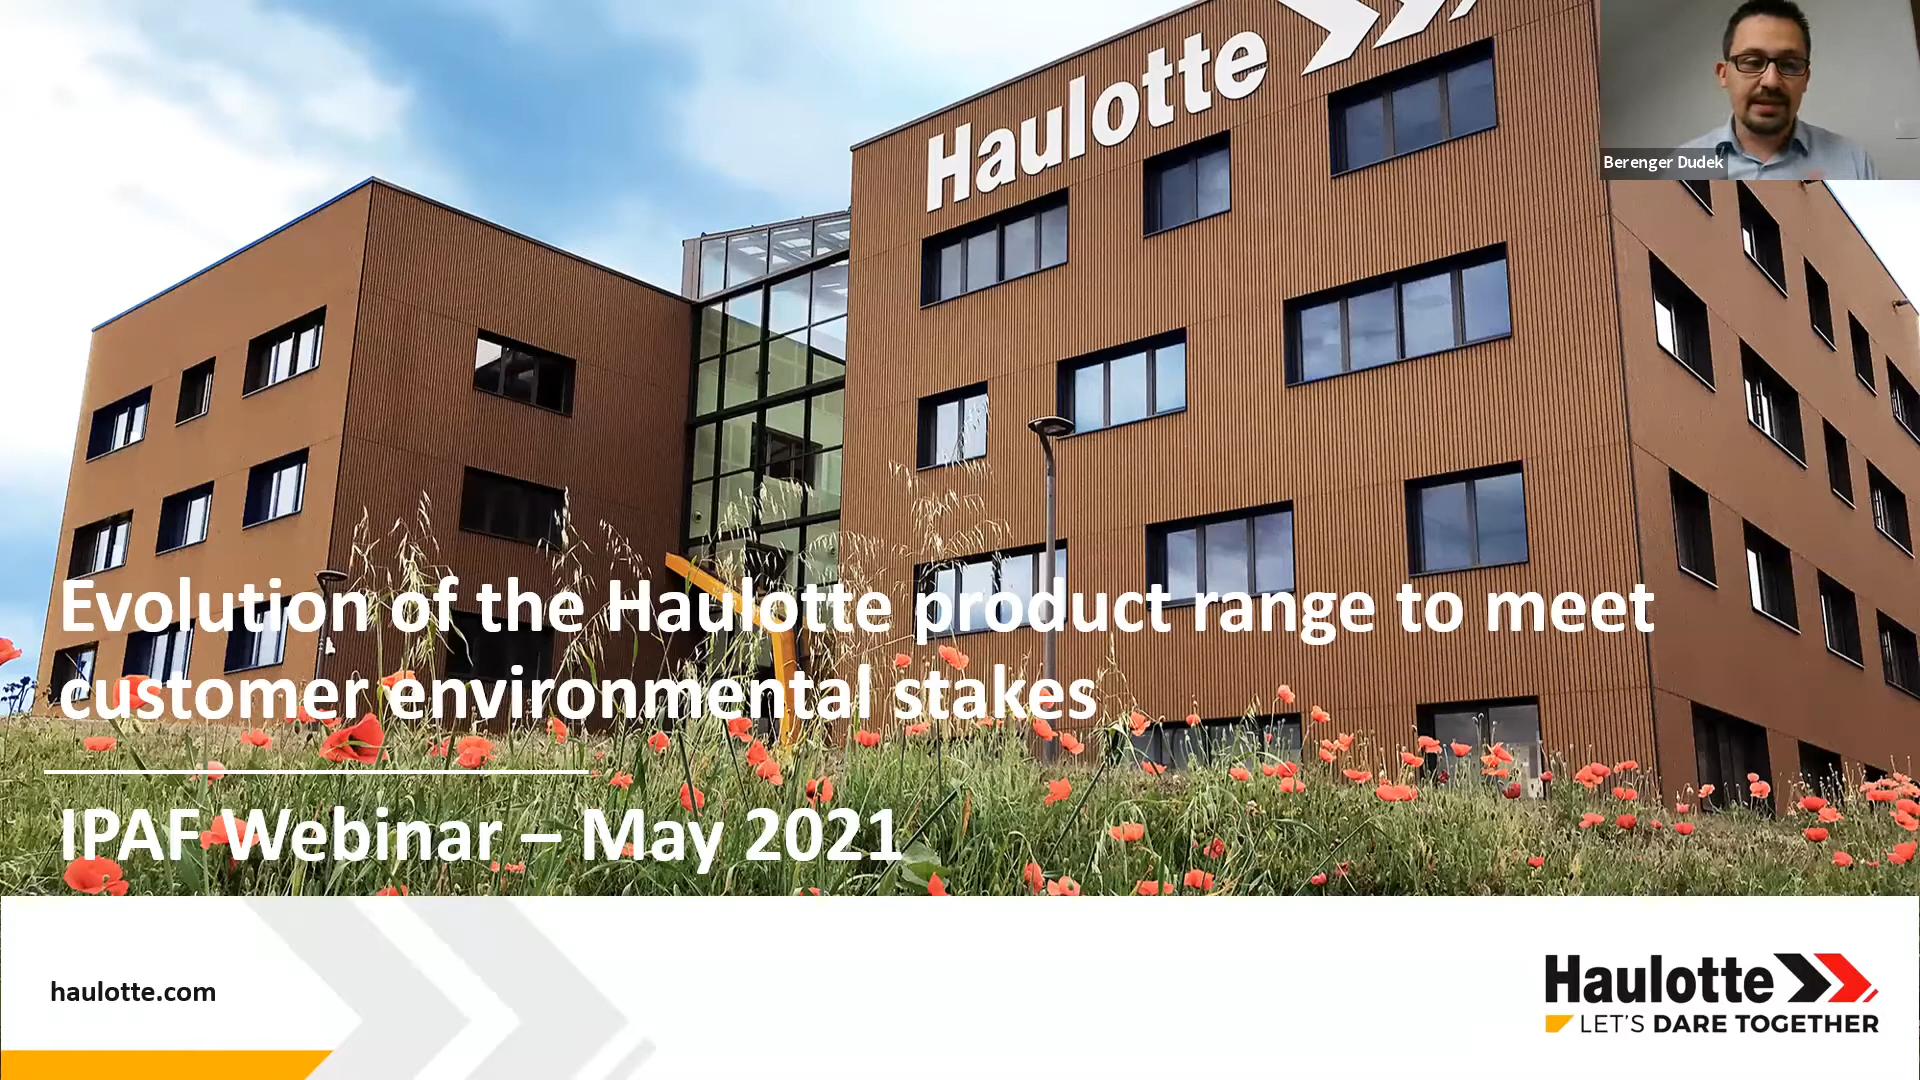 Haulotte
Berenger Dudek
Evolution of the Haulotte product range to meet
customer environmental stakes
IPAF Webinar – May 2021
haulotte.com
Haulotte
LET'S DARE TOGETHER